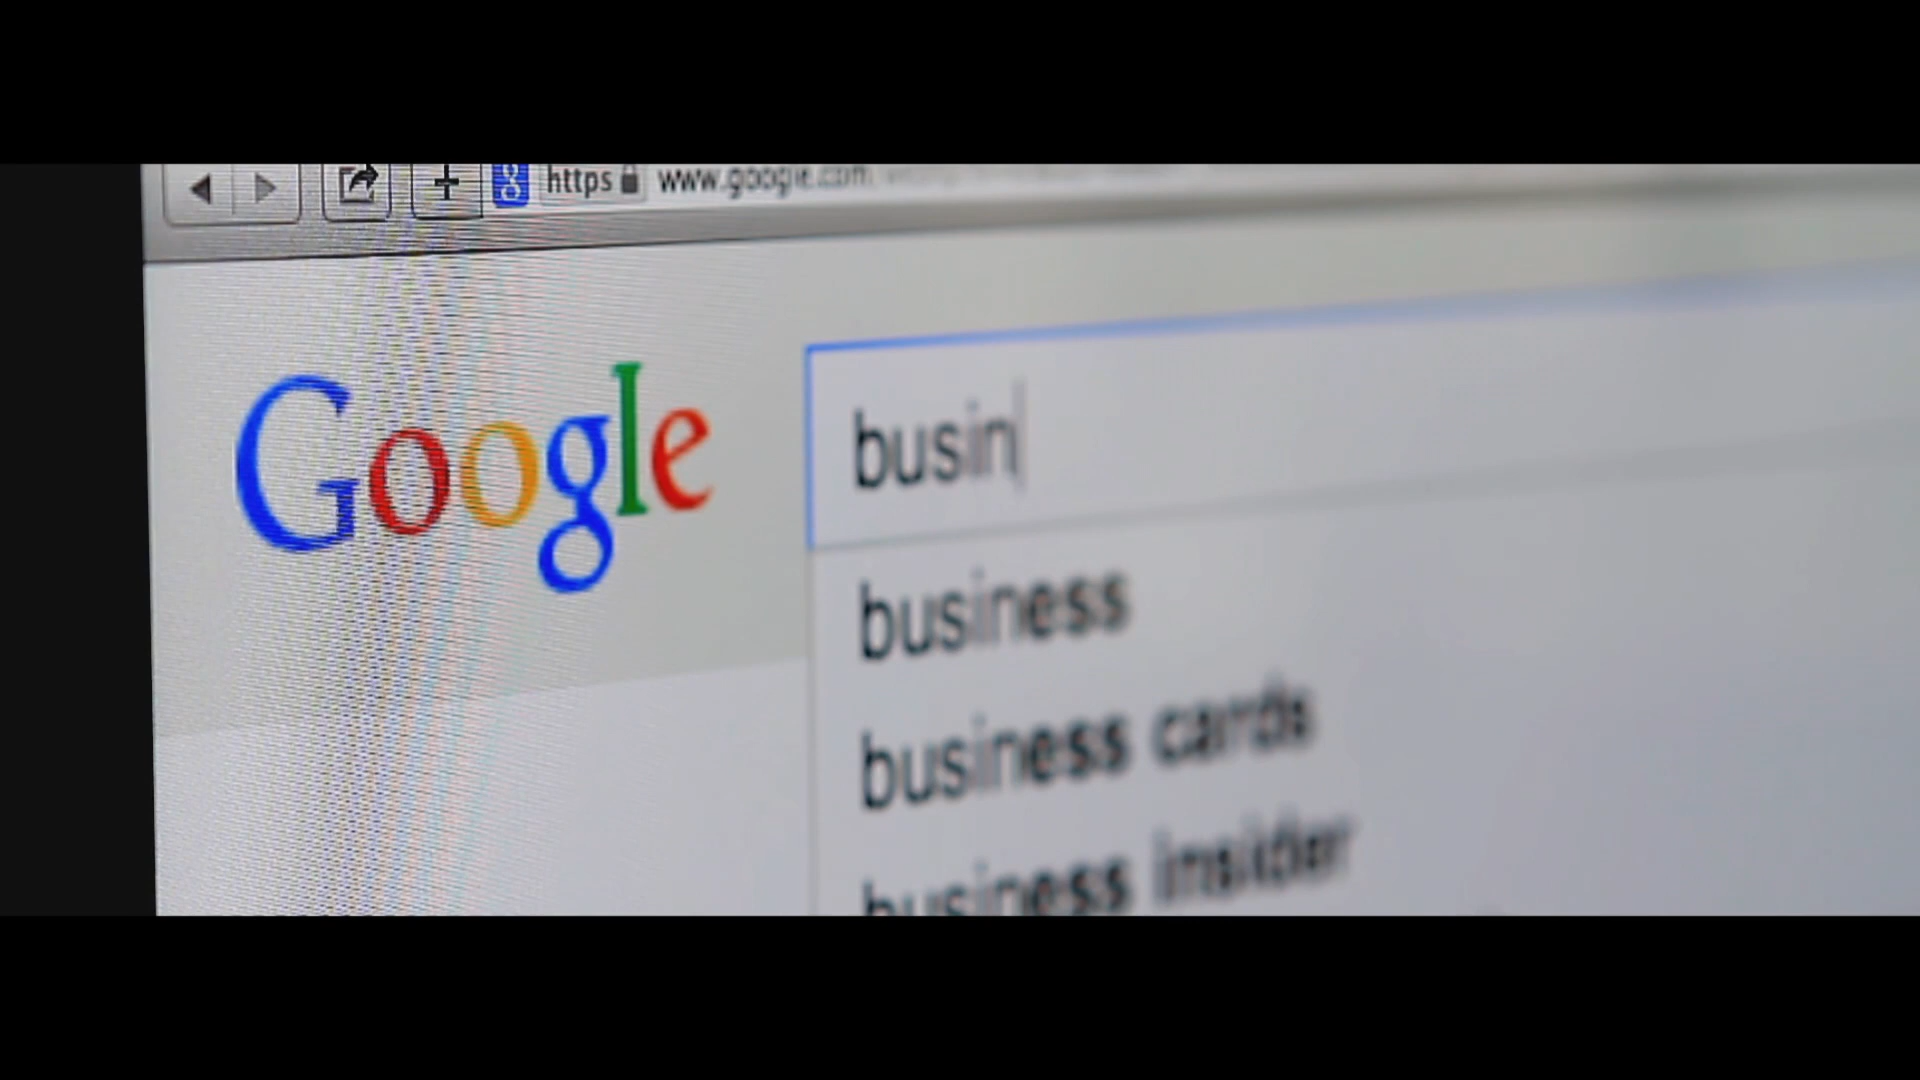 g https www.google.com
Google
busin
business
business cards
business insider